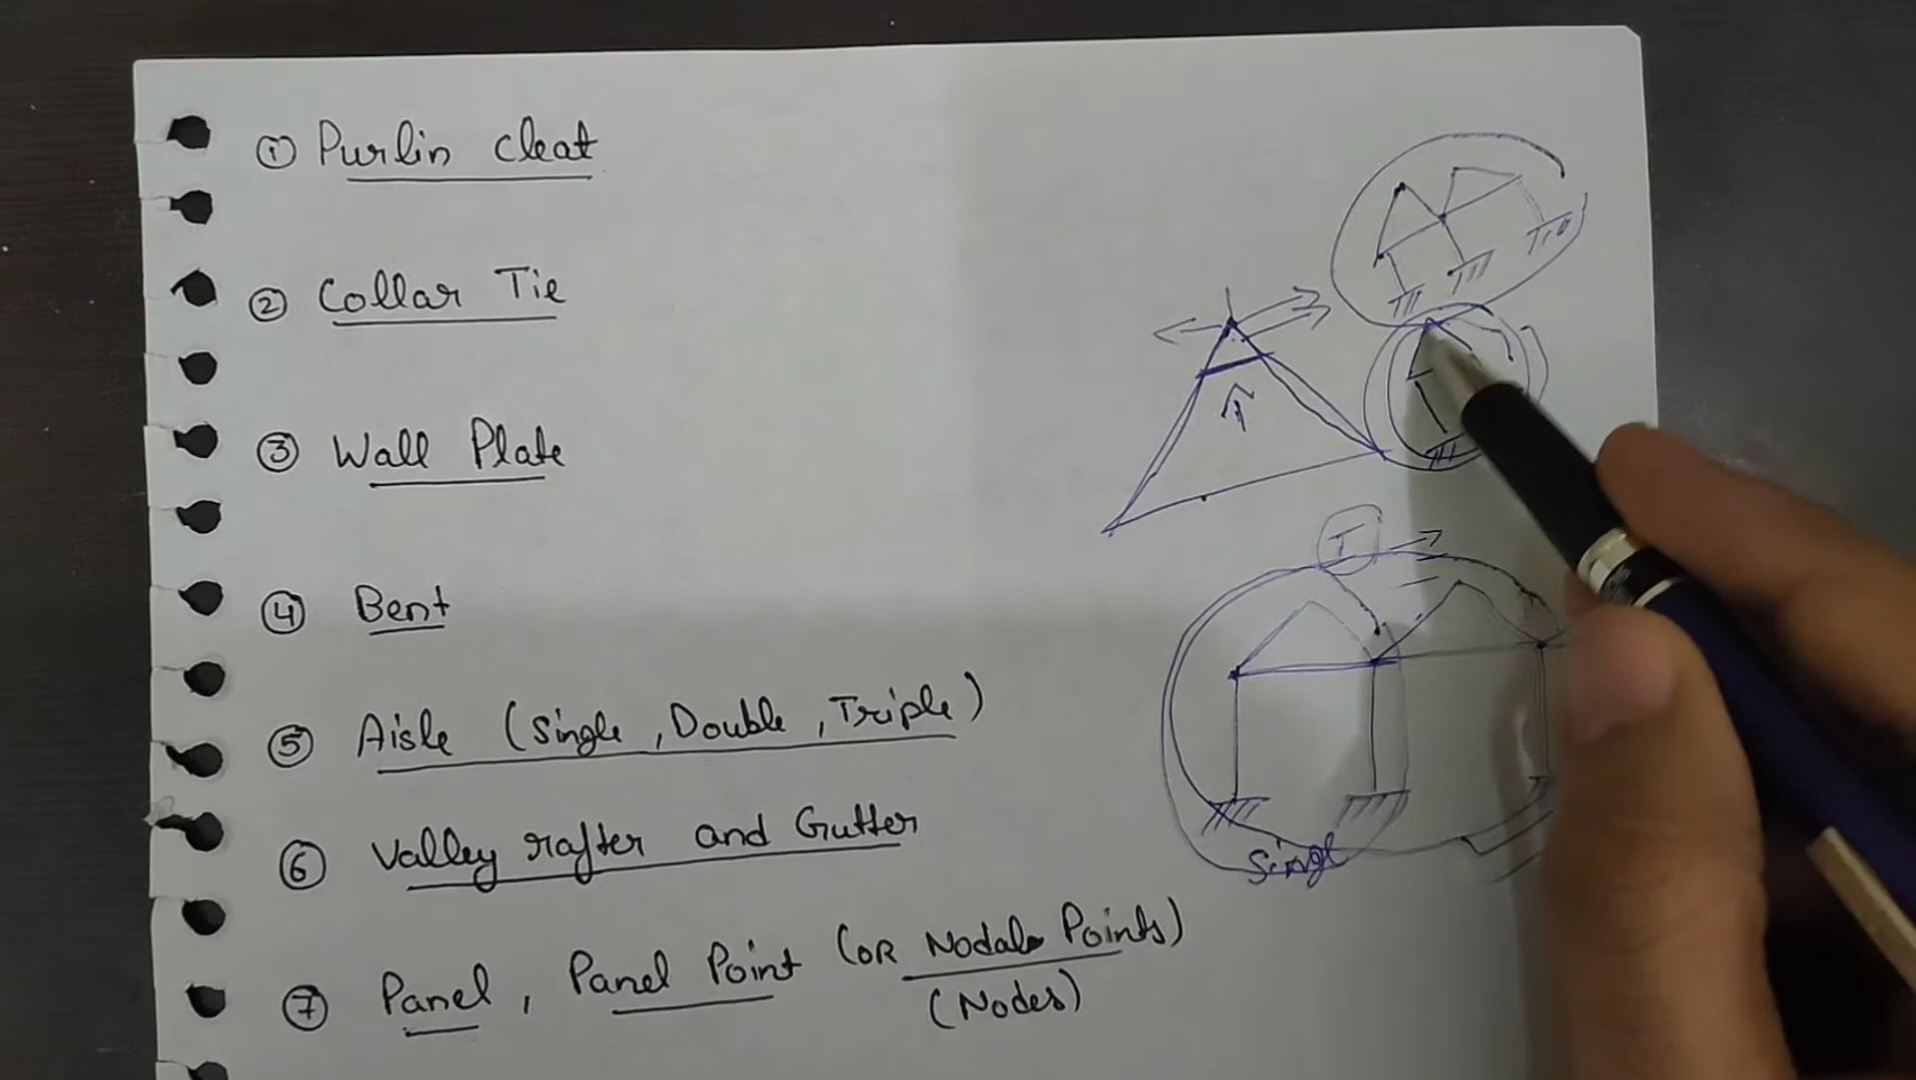 ① Purlin cleat
② Collar Tie
③ Wall Plate
④ Bent
⑤ Aisle (Single, Double, Triple)
⑥ Valley rafter and Gutter
⑦ Panel, Panel Point (OR Nodal Points)
(Nodes)
T
Singl